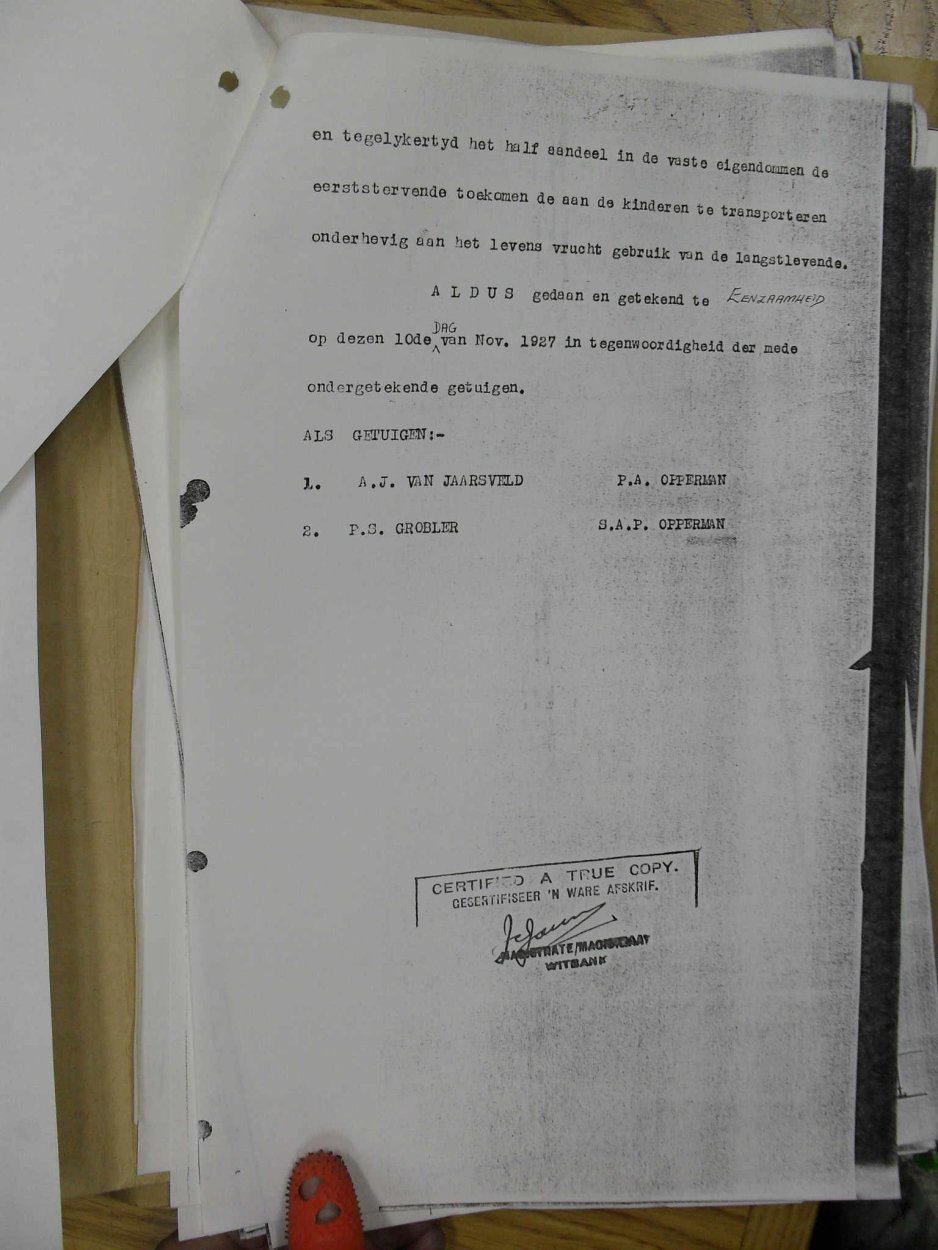 en tegelykertyd het half aandeel in de vaste eigendommen de
eerststervende toekomen de aan de kinderen te transporteren
onderhevig aan het levens vrucht gebruik van de langstlevende.
A L D U S gedaan en getekend te EENZAAMHEID
DAG
op dezen 10de van Nov. 1927 in tegenwoordigheid der mede
ondergetekende getuigen.
ALS GETUIGEN:-
1. A.J. VAN JAARSVELD P.A. OPPERMAN
2. P.S. GROBLER S.A.P. OPPERMAN
CERTIFIED A TRUE COPY.
GESERTIFISEER 'N WARE AFSKRIF.
MAGISTRATE/MAGISTRAAT
WITBANK